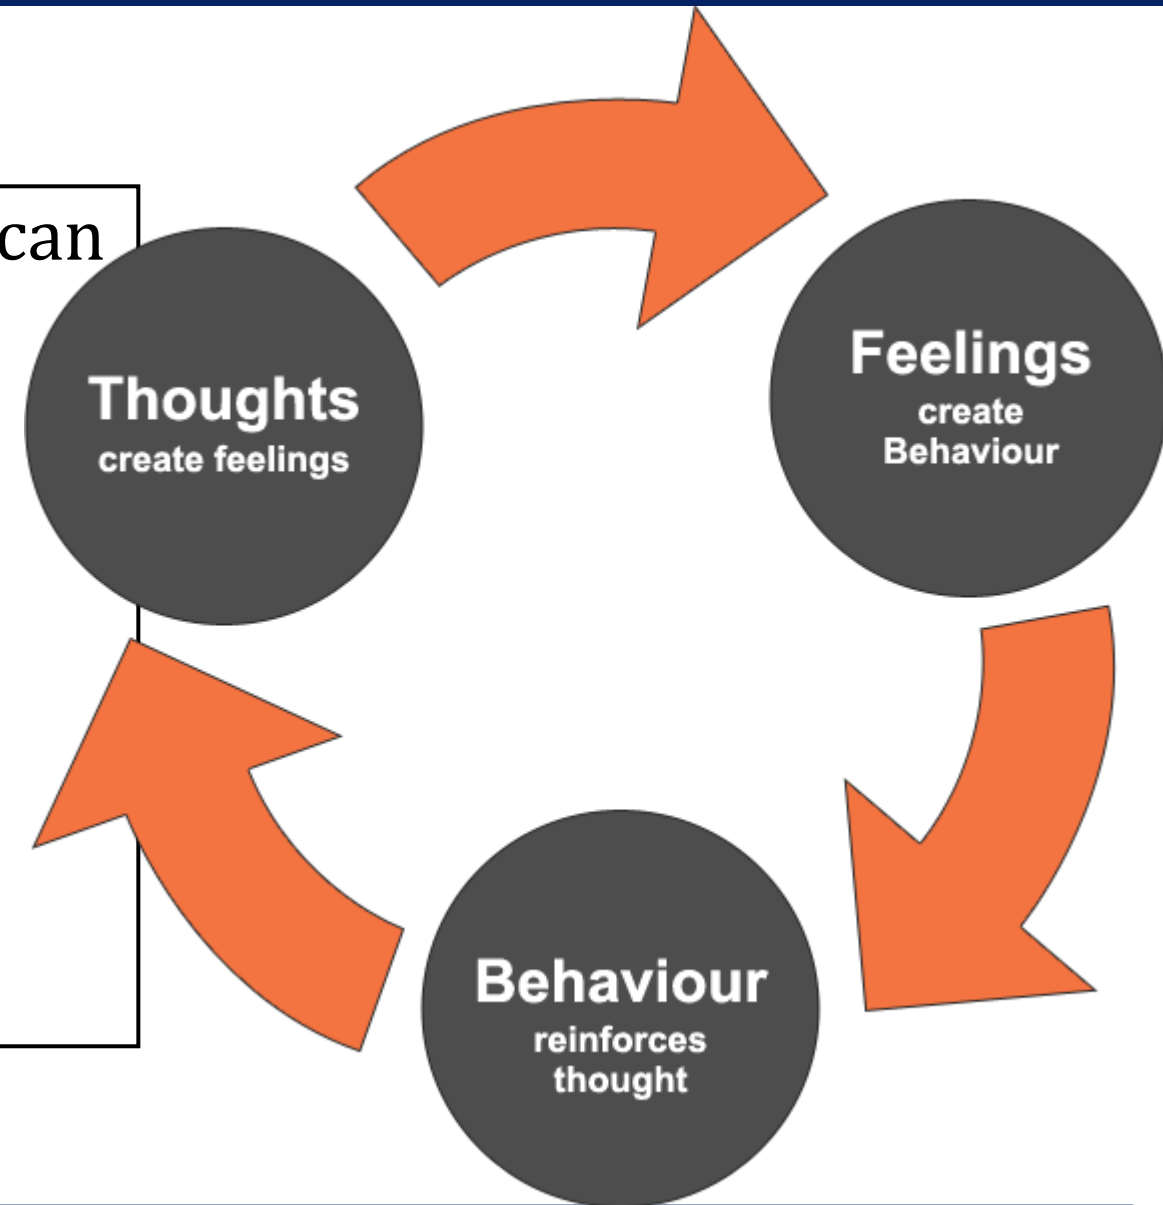 can
Thoughts
create feelings
Feelings
create
Behaviour
Behaviour
reinforces
thought